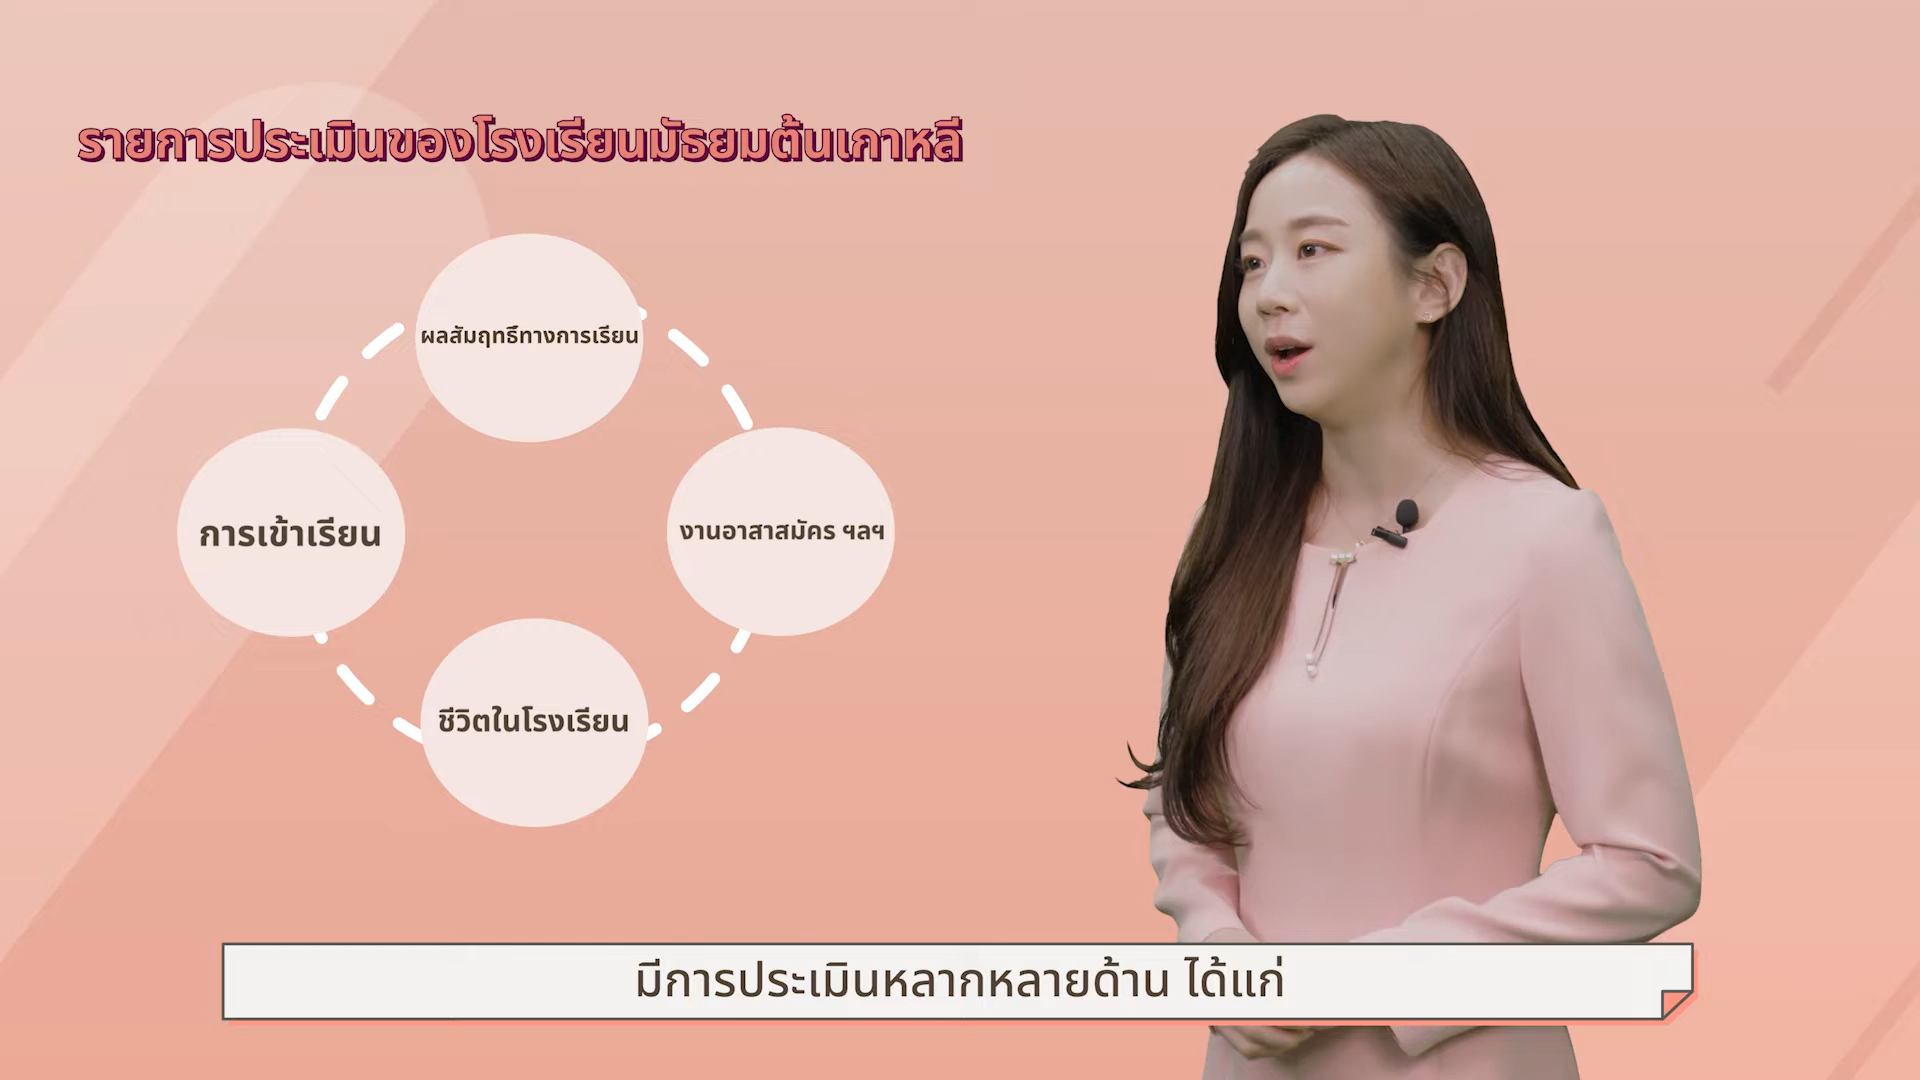 รายการประเมินของโรงเรียนมัธยมต้นเกาหลี
ผลสัมฤทธิ์ทางการเรียน
การเข้าเรียน
งานอาสาสมัคร ฯลฯ
ชีวิตในโรงเรียน
มีการประเมินหลากหลายด้าน ได้แก่